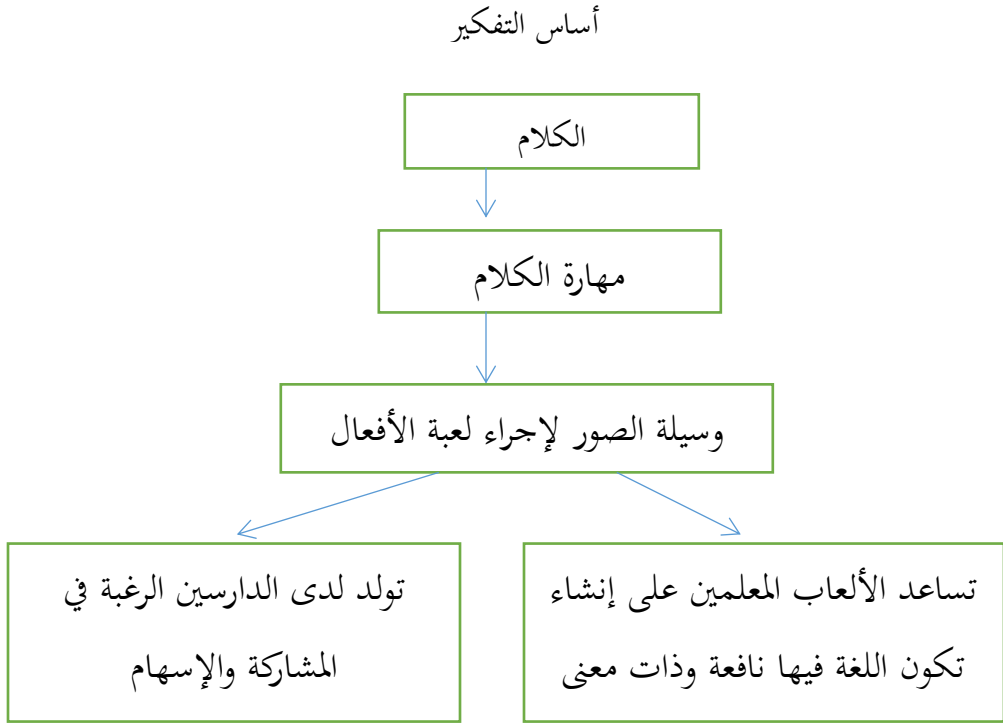 أساس التفكير
الكلام
مهارة الكلام
وسيلة الصور لإجراء لعبة الأفعال
تساعد الألعاب المعلمين على إنشاء
تكون اللغة فيها نافعة وذات معنى
تولد لدى الدارسين الرغبة في
المشاركة والإسهام